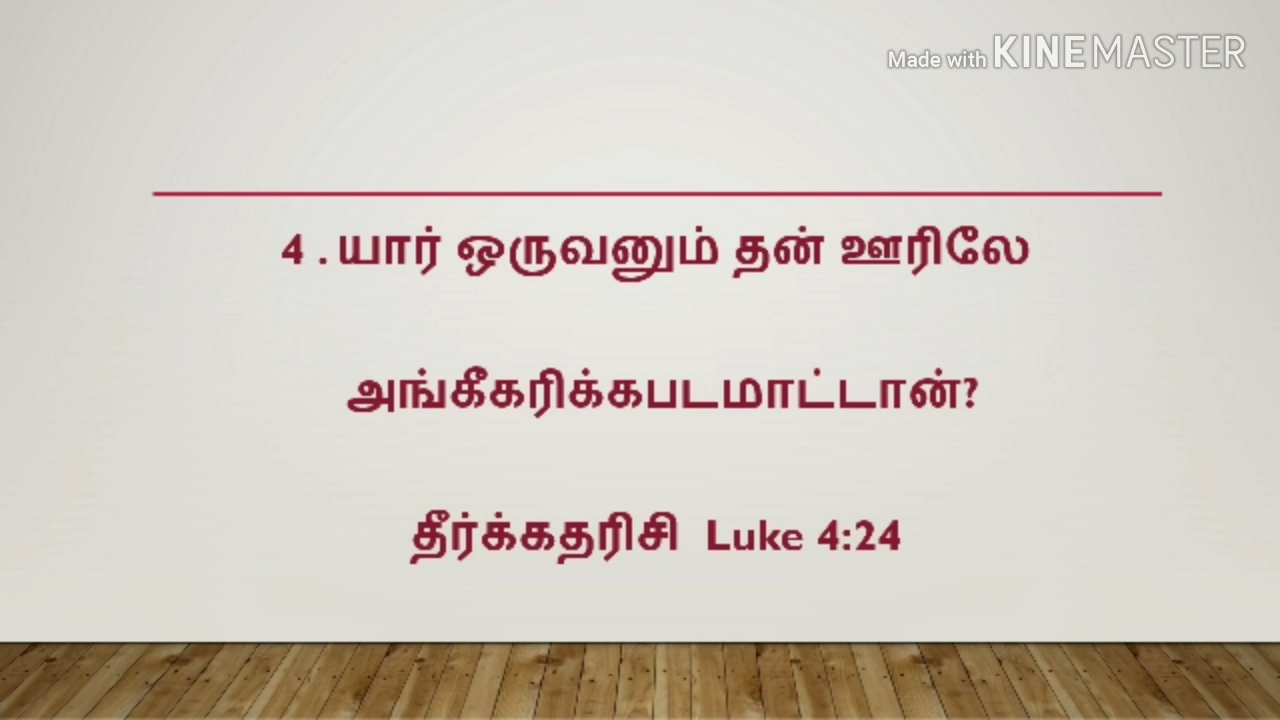 Made with KINEMASTER
4 . யார் ஒருவனும் தன் ஊரிலே
அங்கீகரிக்கபடமாட்டான்?
தீர்க்கதரிசி Luke 4:24